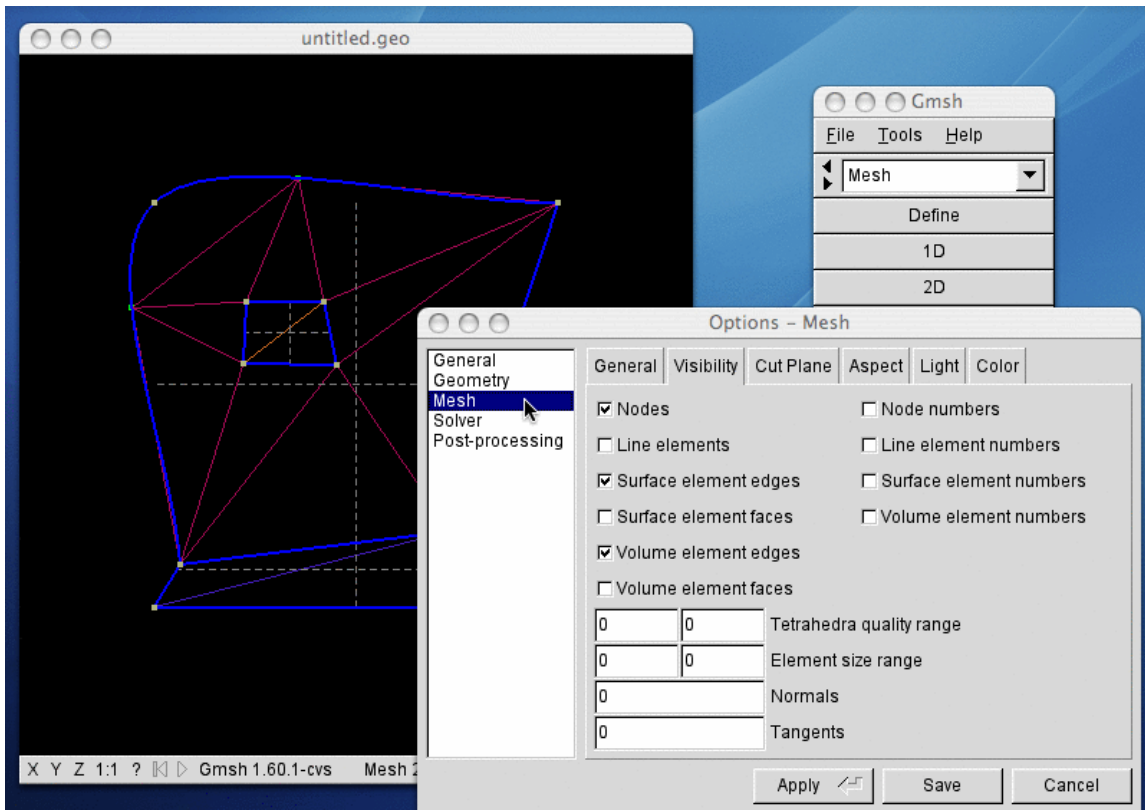 untitled.geo
Gmsh
File Tools Help
Mesh
Define
1D
2D
Options – Mesh
General
Geometry
Mesh
Solver
Post-processing
General Visibility Cut Plane Aspect Light Color
Nodes Node numbers
Line elements Line element numbers
Surface element edges Surface element numbers
Surface element faces Volume element numbers
Volume element edges
Volume element faces
0 0 Tetrahedra quality range
0 0 Element size range
0 Normals
0 Tangents
X Y Z 1:1 ? Gmsh 1.60.1-cvs Mesh 2
Apply Save Cancel